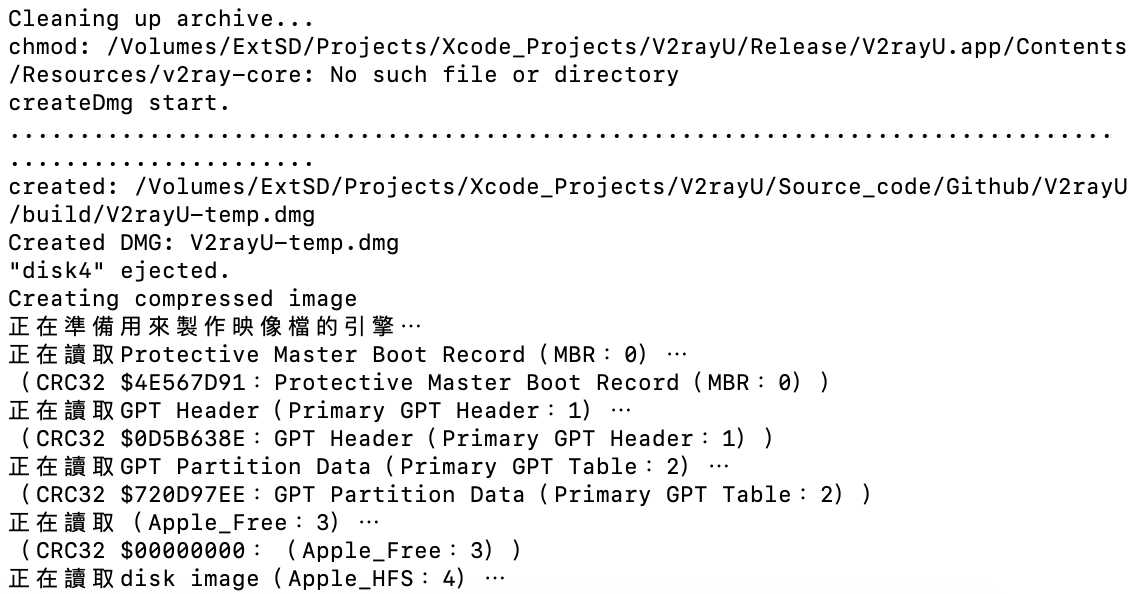 Cleaning up archive...
chmod: /Volumes/ExtSD/Projects/Xcode_Projects/V2rayU/Release/V2rayU.app/Contents
/Resources/v2ray-core: No such file or directory
createDmg start.
...............................................................................
......................
created: /Volumes/ExtSD/Projects/Xcode_Projects/V2rayU/Source_code/Github/V2rayU
/build/V2rayU-temp.dmg
Created DMG: V2rayU-temp.dmg
"disk4" ejected.
Creating compressed image
正在準備用來製作映像檔的引擎⋯
正在讀取Protective Master Boot Record（MBR：0）⋯
（CRC32 $4E567D91：Protective Master Boot Record（MBR：0））
正在讀取GPT Header（Primary GPT Header：1）⋯
（CRC32 $0D5B638E：GPT Header（Primary GPT Header：1））
正在讀取GPT Partition Data（Primary GPT Table：2）⋯
（CRC32 $720D97EE：GPT Partition Data（Primary GPT Table：2））
正在讀取（Apple_Free：3）⋯
（CRC32 $00000000：（Apple_Free：3））
正在讀取disk image（Apple_HFS：4）⋯